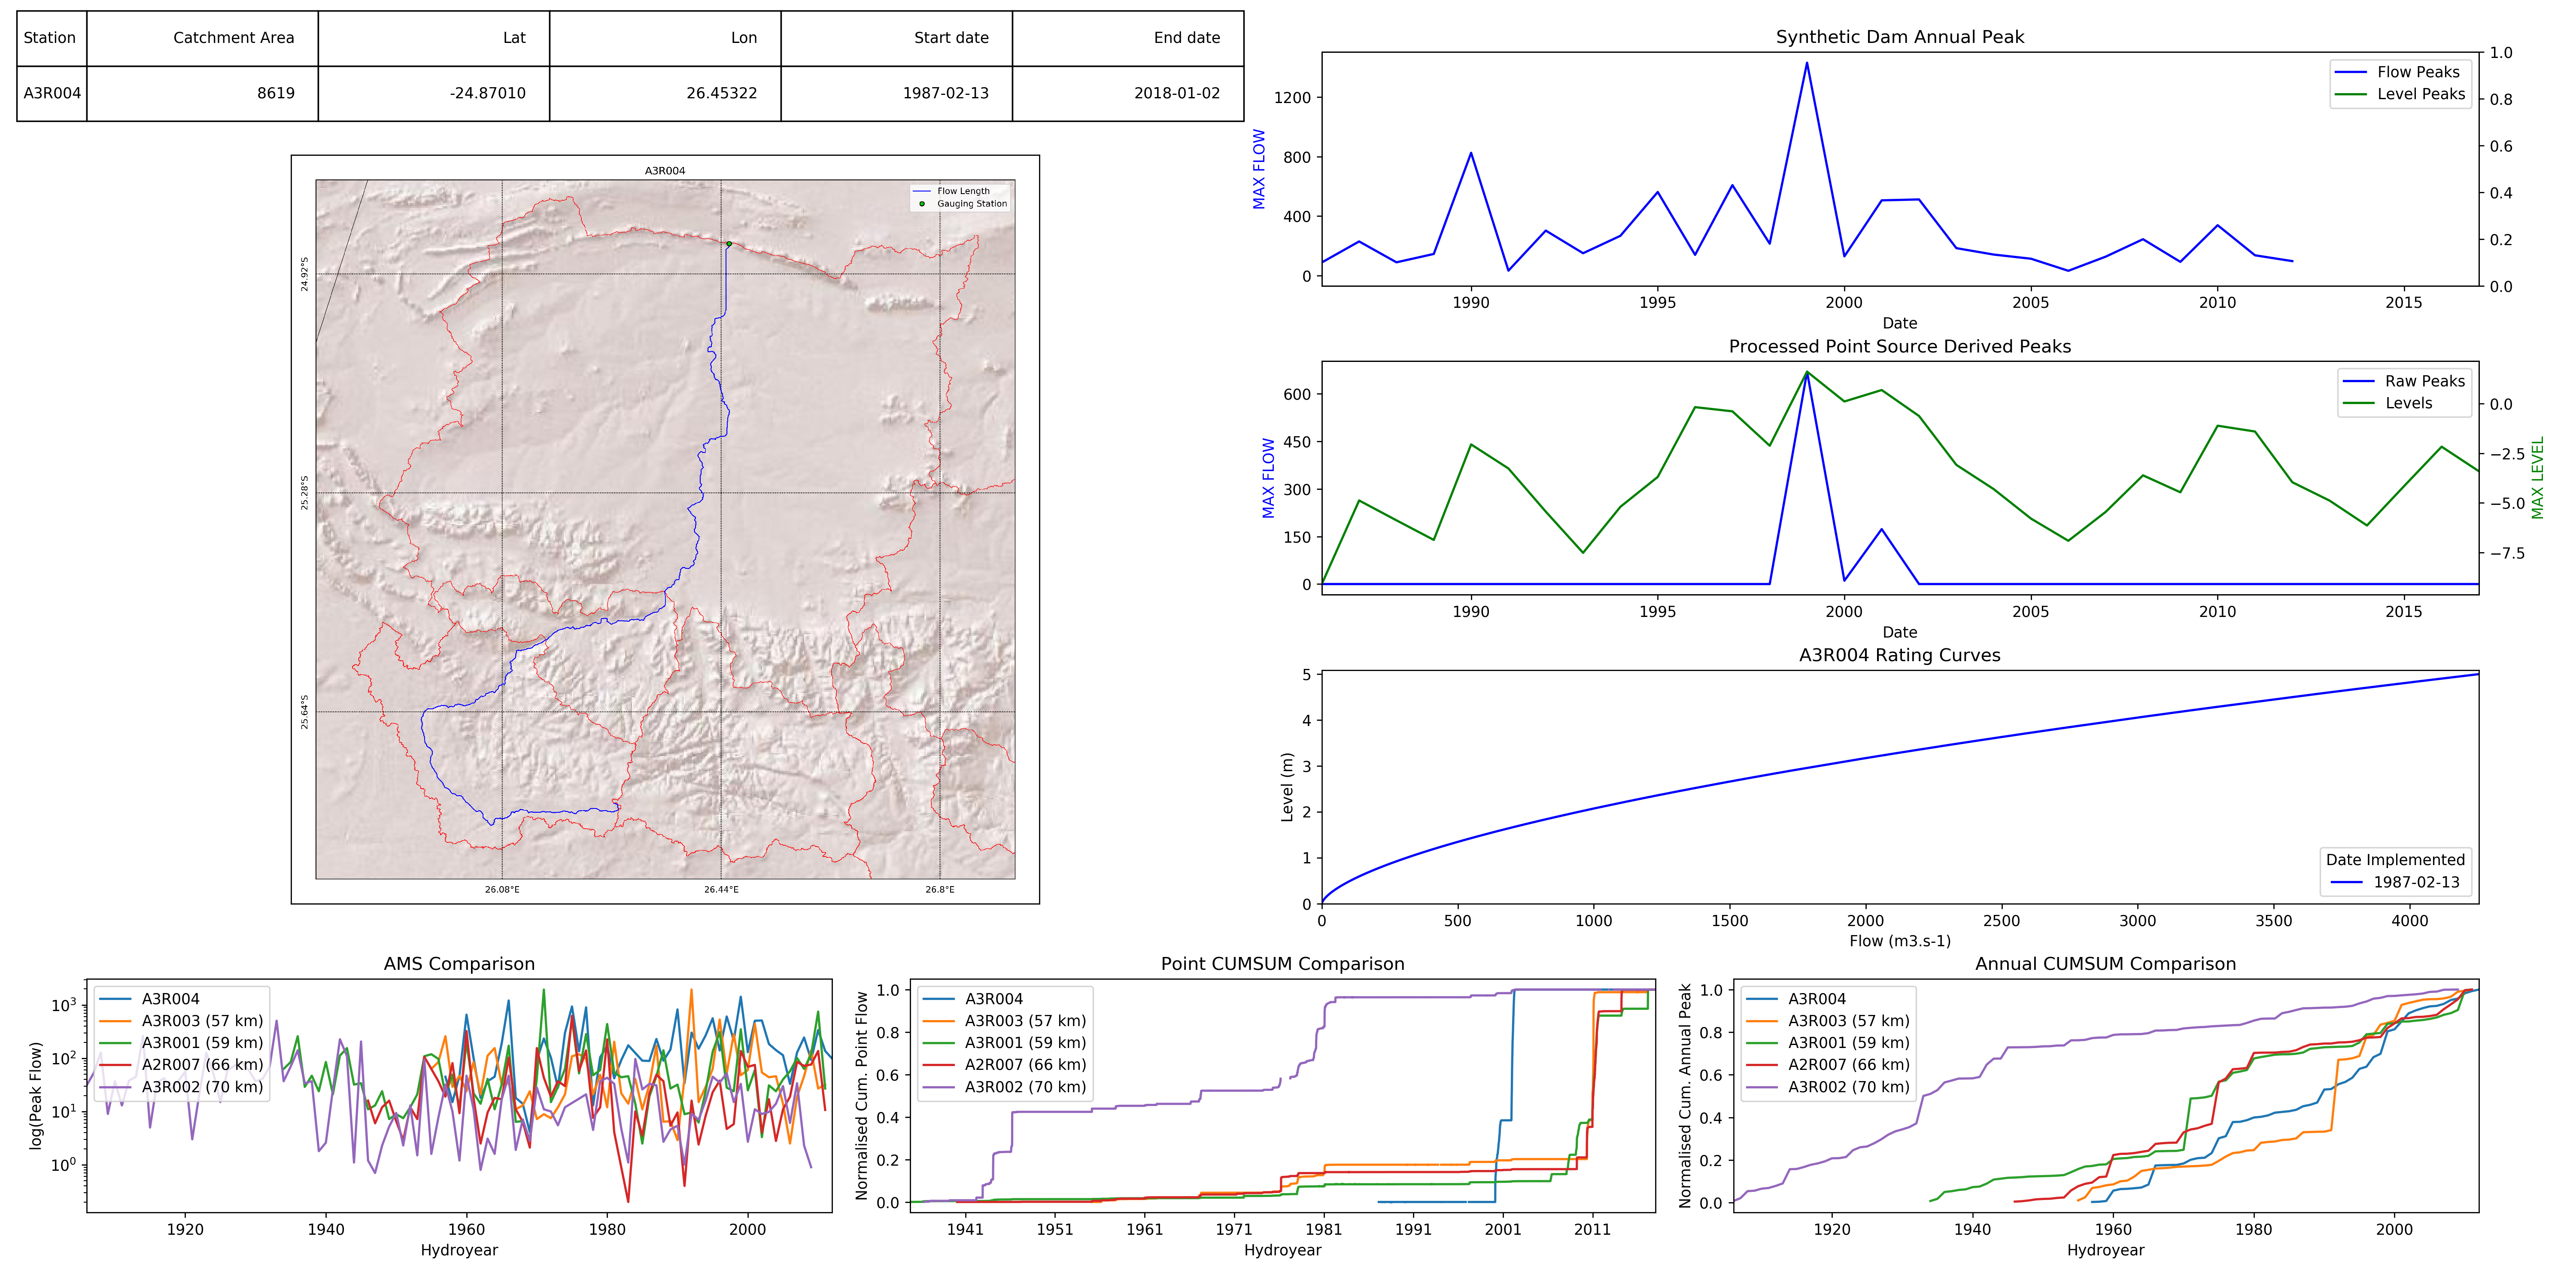 Station Catchment Area Lat Lon Start date End date
A3R004 8619 -24.87010 26.45322 1987-02-13 2018-01-02
A3R004
Flow Length
Gauging Station
24.92°S
25.28°S
25.64°S
26.08°E 26.44°E 26.8°E
Synthetic Dam Annual Peak
Flow Peaks
Level Peaks
MAX FLOW
1200
800
400
0
1.0
0.8
0.6
0.4
0.2
0.0
1990 1995 2000 2005 2010 2015
Date
Processed Point Source Derived Peaks
Raw Peaks
Levels
MAX FLOW
600
450
300
150
0
0.0
−2.5
−5.0
−7.5
MAX LEVEL
1990 1995 2000 2005 2010 2015
Date
A3R004 Rating Curves
Level (m)
5
4
3
2
1
0
Date Implemented
1987-02-13
0 500 1000 1500 2000 2500 3000 3500 4000
Flow (m3.s-1)
AMS Comparison
A3R004
A3R003 (57 km)
A3R001 (59 km)
A2R007 (66 km)
A3R002 (70 km)
log(Peak Flow)
10³
10²
10¹
10⁰
1920 1940 1960 1980 2000
Hydroyear
Point CUMSUM Comparison
A3R004
A3R003 (57 km)
A3R001 (59 km)
A2R007 (66 km)
A3R002 (70 km)
Normalised Cum. Point Flow
1.0
0.8
0.6
0.4
0.2
0.0
1941 1951 1961 1971 1981 1991 2001 2011
Hydroyear
Annual CUMSUM Comparison
A3R004
A3R003 (57 km)
A3R001 (59 km)
A2R007 (66 km)
A3R002 (70 km)
Normalised Cum. Annual Peak
1.0
0.8
0.6
0.4
0.2
0.0
1920 1940 1960 1980 2000
Hydroyear